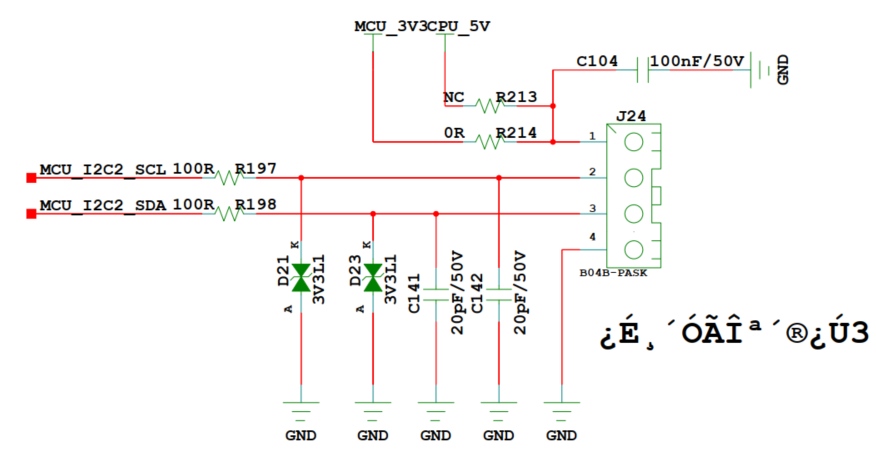 MCU_3V3 CPU_5V
C104 100nF/50V
GND
NC R213
J24
0R R214
1
MCU_I2C2_SCL 100R R197
2
MCU_I2C2_SDA 100R R198
3
4
K
K
D21
3V3L1
D23
3V3L1
C141
20pF/50V
C142
20pF/50V
A
A
B04B-PASK
¿É¸´ÓÃÎª´®¿Ú3
GND
GND
GND
GND
GND